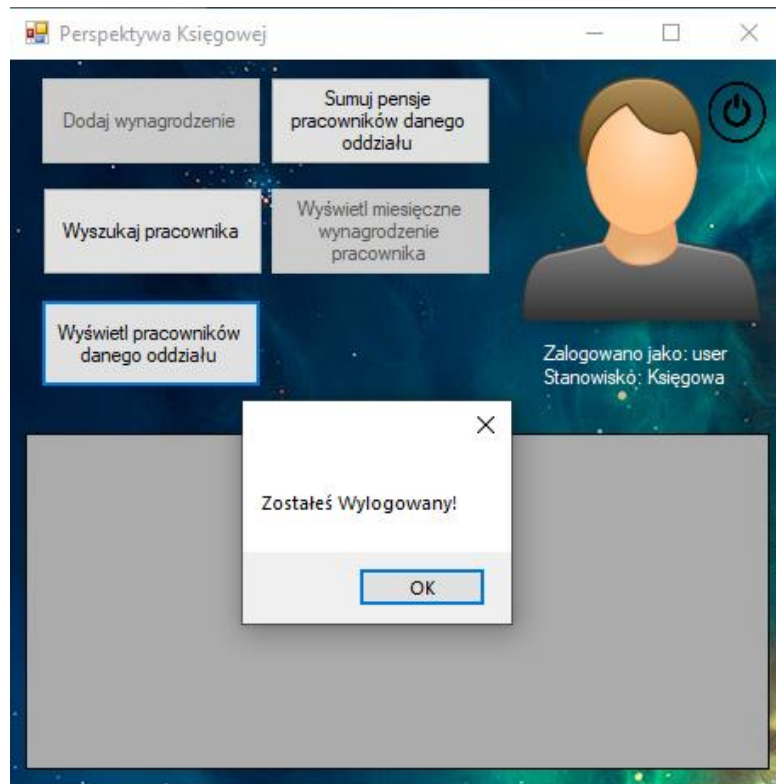 Perspektywa Księgowej
Dodaj wynagrodzenie
Sumuj pensje
pracowników danego
oddziału
Wyszukaj pracownika
Wyświetl miesięczne
wynagrodzenie
pracownika
Wyświetl pracowników
danego oddziału
Zalogowano jako: user
Stanowisko: Księgowa
Zostałeś Wylogowany!
OK